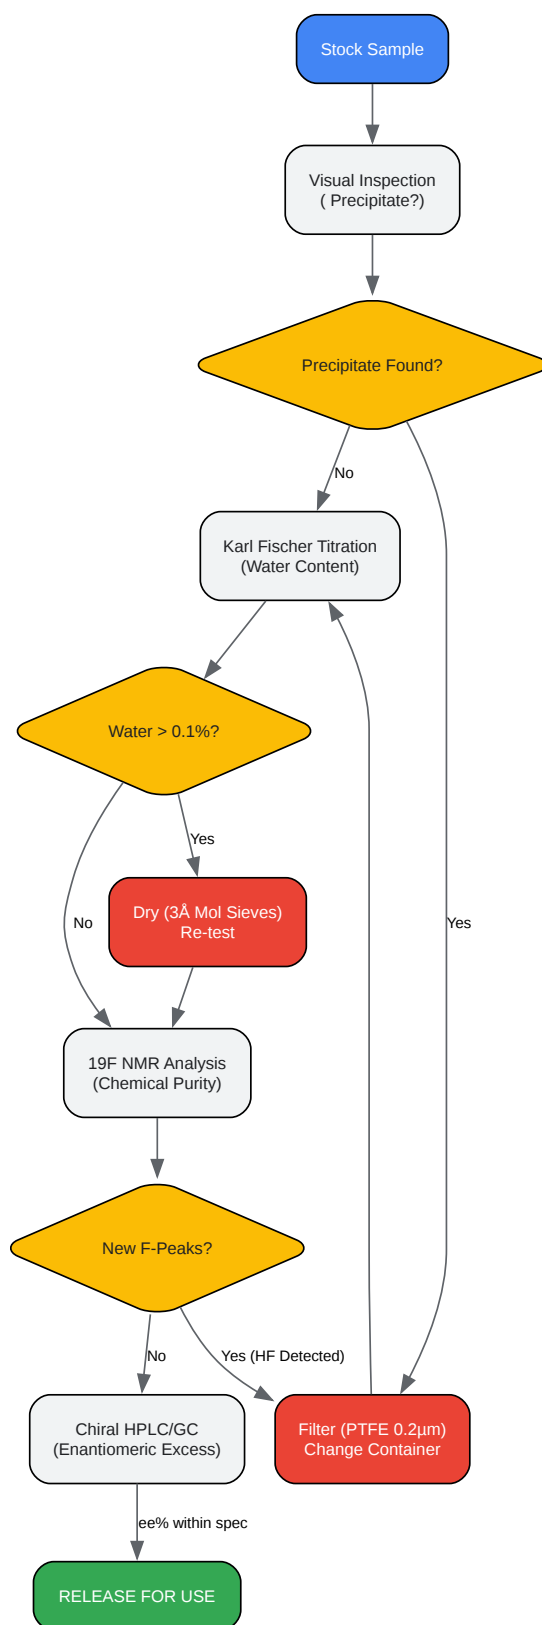 Stock Sample
Visual Inspection
( Precipitate?)
Precipitate Found?
No
Karl Fischer Titration
(Water Content)
Water > 0.1%?
Yes
Dry (3Å Mol Sieves)
Re-test
No
Yes
19F NMR Analysis
(Chemical Purity)
New F-Peaks?
No
Yes (HF Detected)
Chiral HPLC/GC
(Enantiomeric Excess)
Filter (PTFE 0.2µm)
Change Container
ee% within spec
RELEASE FOR USE